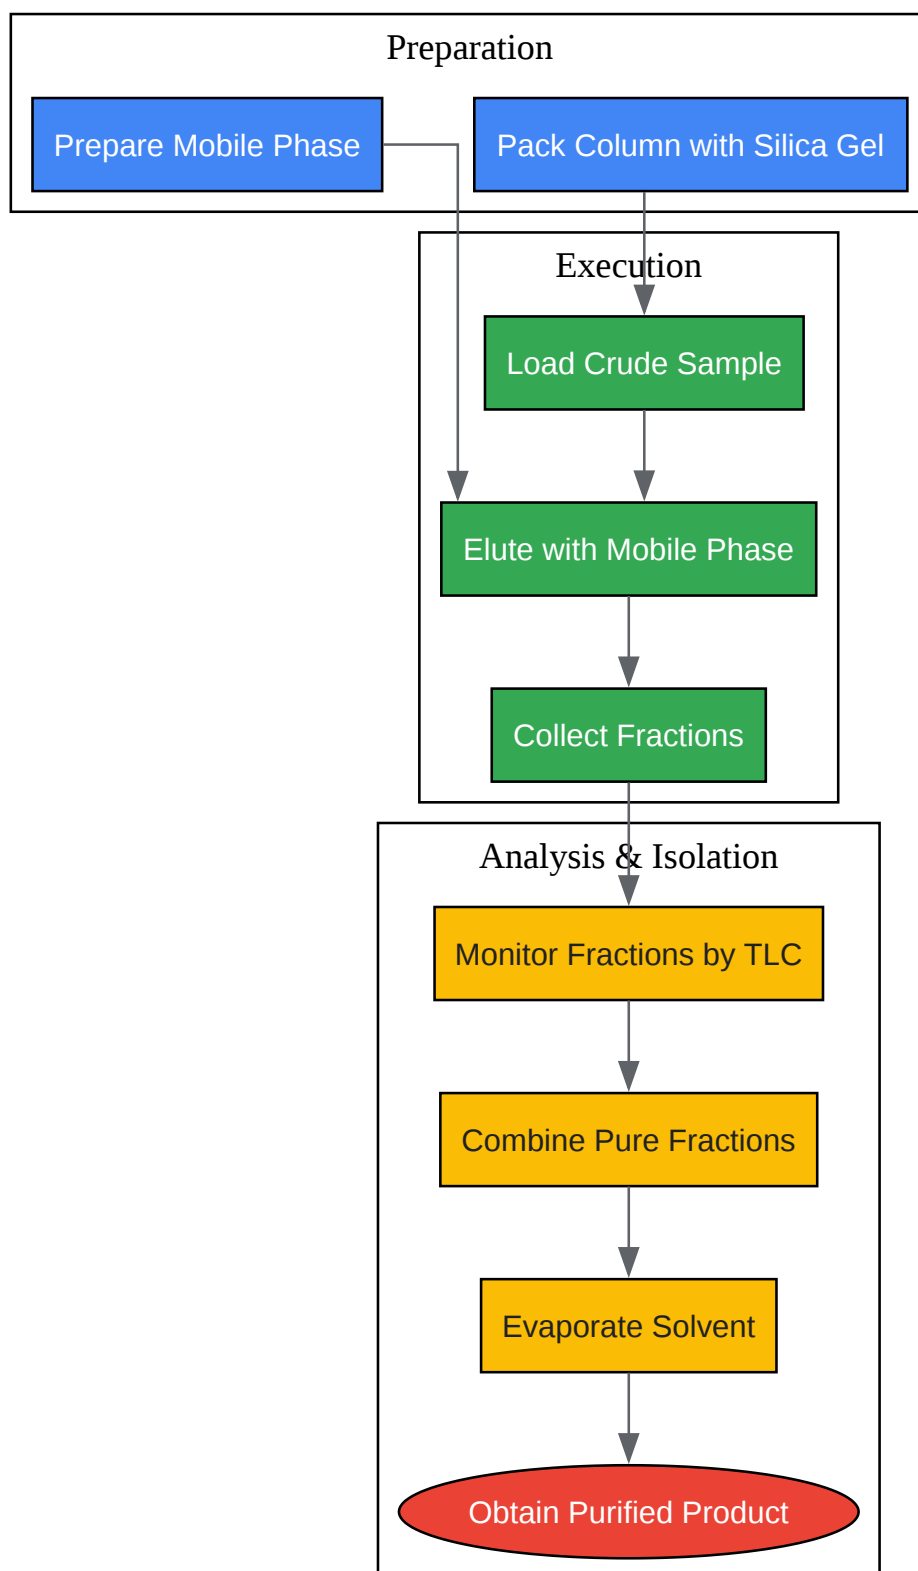 Preparation
Prepare Mobile Phase
Pack Column with Silica Gel
Execution
Load Crude Sample
Elute with Mobile Phase
Collect Fractions
Analysis & Isolation
Monitor Fractions by TLC
Combine Pure Fractions
Evaporate Solvent
Obtain Purified Product